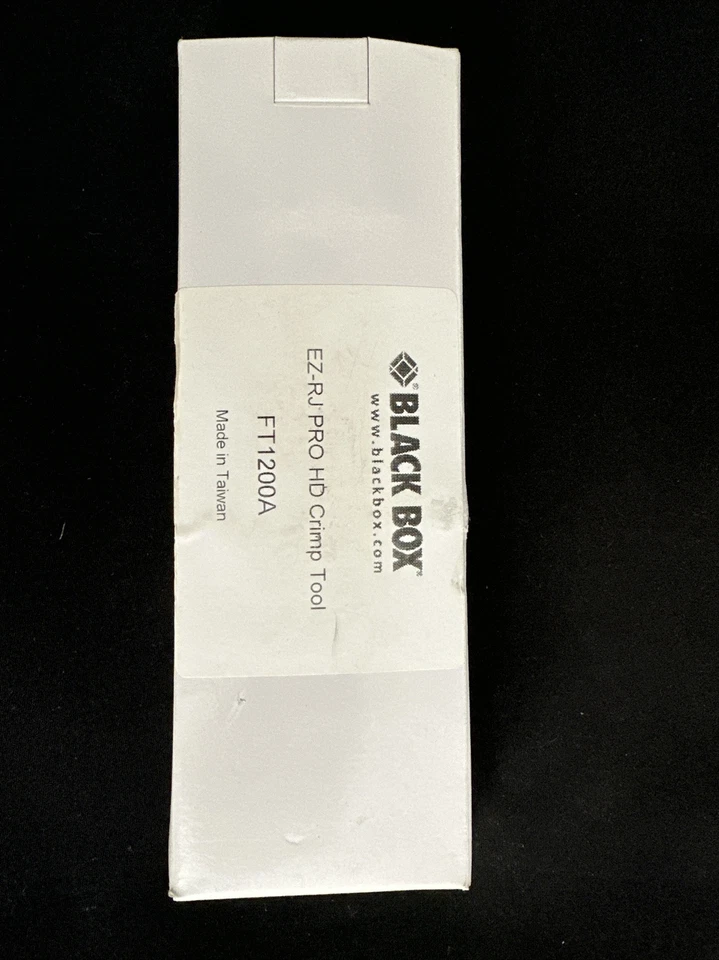 BLACK BOX®
www.blackbox.com
EZ-RJ PRO HD Crimp Tool
FT1200A
Made in Taiwan